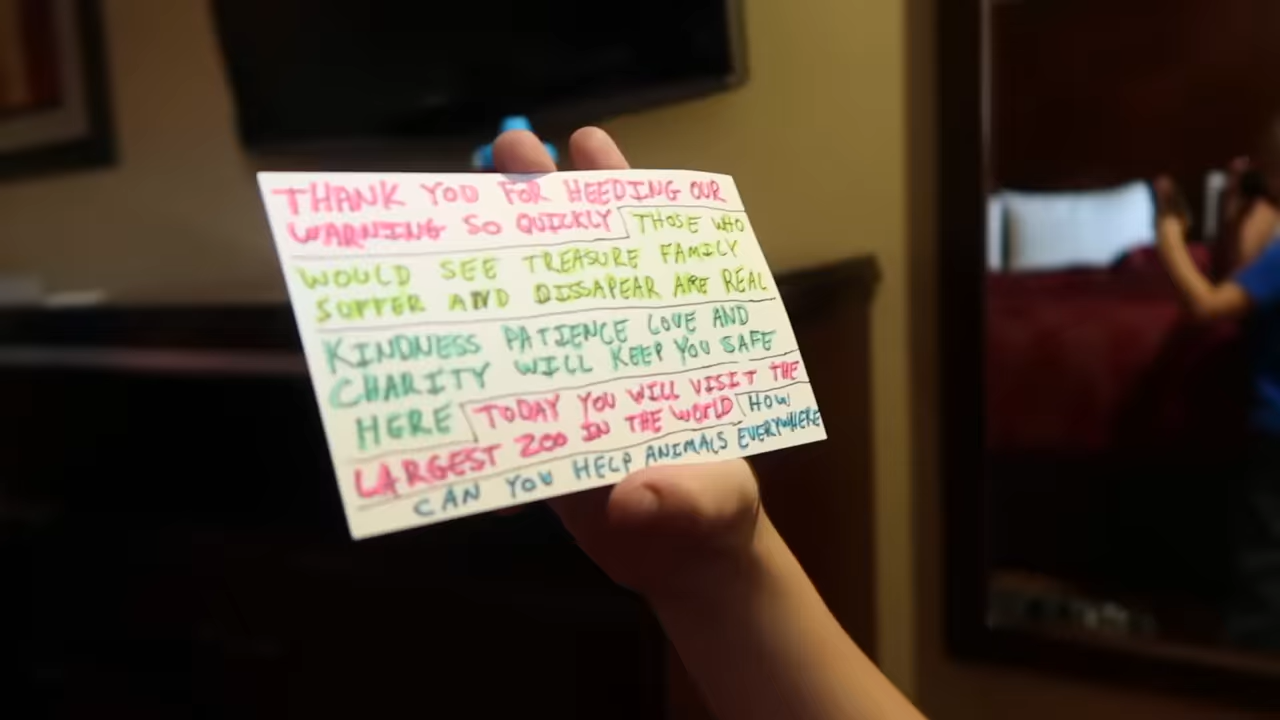 THANK YOU FOR HEEDING OUR
WARNING SO QUICKLY THOSE WHO
WOULD SEE TREASURE FAMILY
SUFFER AND DISSAPEAR ARE REAL
KINDNESS PATIENCE LOVE AND
CHARITY WILL KEEP YOU SAFE
HERE TODAY YOU WILL VISIT THE
LARGEST ZOO IN THE WORLD HOW
CAN YOU HELP ANIMALS EVERYWHERE